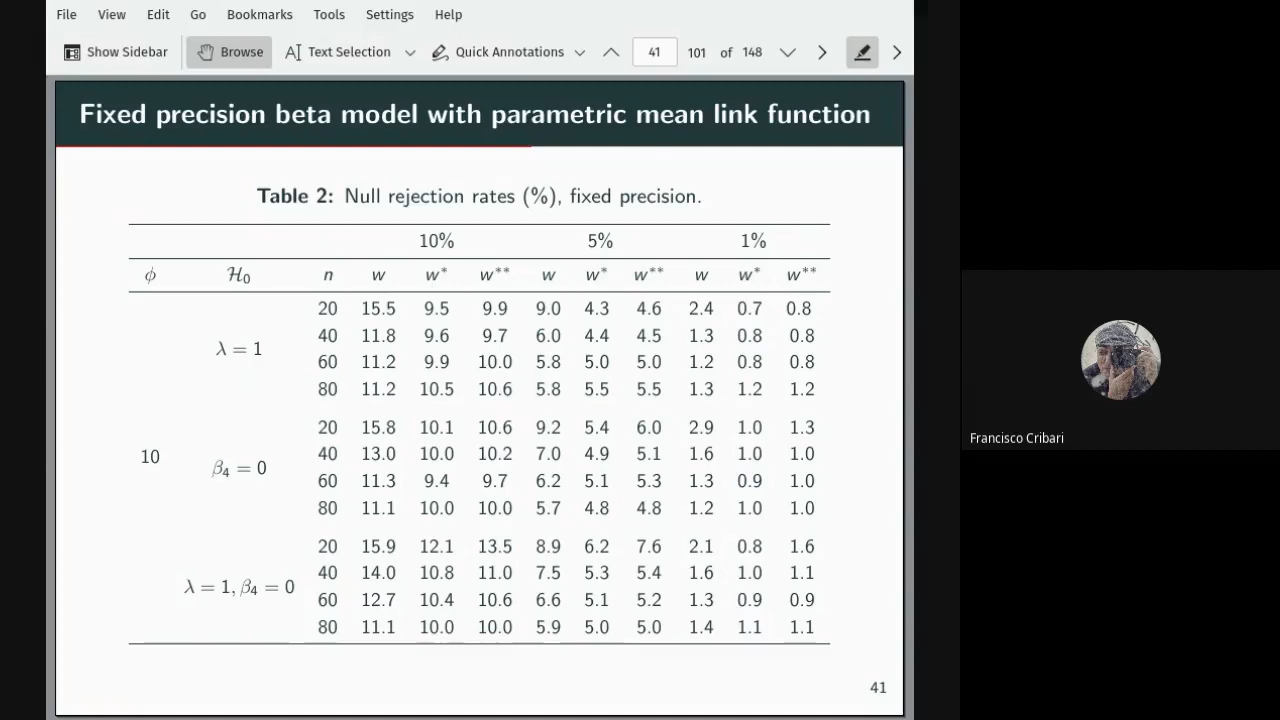 File View Edit Go Bookmarks Tools Settings Help
Show Sidebar Browse Text Selection Quick Annotations 41 101 of 148
Fixed precision beta model with parametric mean link function
Table 2: Null rejection rates (%), fixed precision.
10% 5% 1%
ϕ ℋ₀ n w w* w** w w* w** w w* w**
20 15.5 9.5 9.9 9.0 4.3 4.6 2.4 0.7 0.8
40 11.8 9.6 9.7 6.0 4.4 4.5 1.3 0.8 0.8
λ = 1
60 11.2 9.9 10.0 5.8 5.0 5.0 1.2 0.8 0.8
80 11.2 10.5 10.6 5.8 5.5 5.5 1.3 1.2 1.2
20 15.8 10.1 10.6 9.2 5.4 6.0 2.9 1.0 1.3
40 13.0 10.0 10.2 7.0 4.9 5.1 1.6 1.0 1.0
10 β₄ = 0
60 11.3 9.4 9.7 6.2 5.1 5.3 1.3 0.9 1.0
80 11.1 10.0 10.0 5.7 4.8 4.8 1.2 1.0 1.0
20 15.9 12.1 13.5 8.9 6.2 7.6 2.1 0.8 1.6
40 14.0 10.8 11.0 7.5 5.3 5.4 1.6 1.0 1.1
λ = 1, β₄ = 0
60 12.7 10.4 10.6 6.6 5.1 5.2 1.3 0.9 0.9
80 11.1 10.0 10.0 5.9 5.0 5.0 1.4 1.1 1.1
41
Francisco Cribari